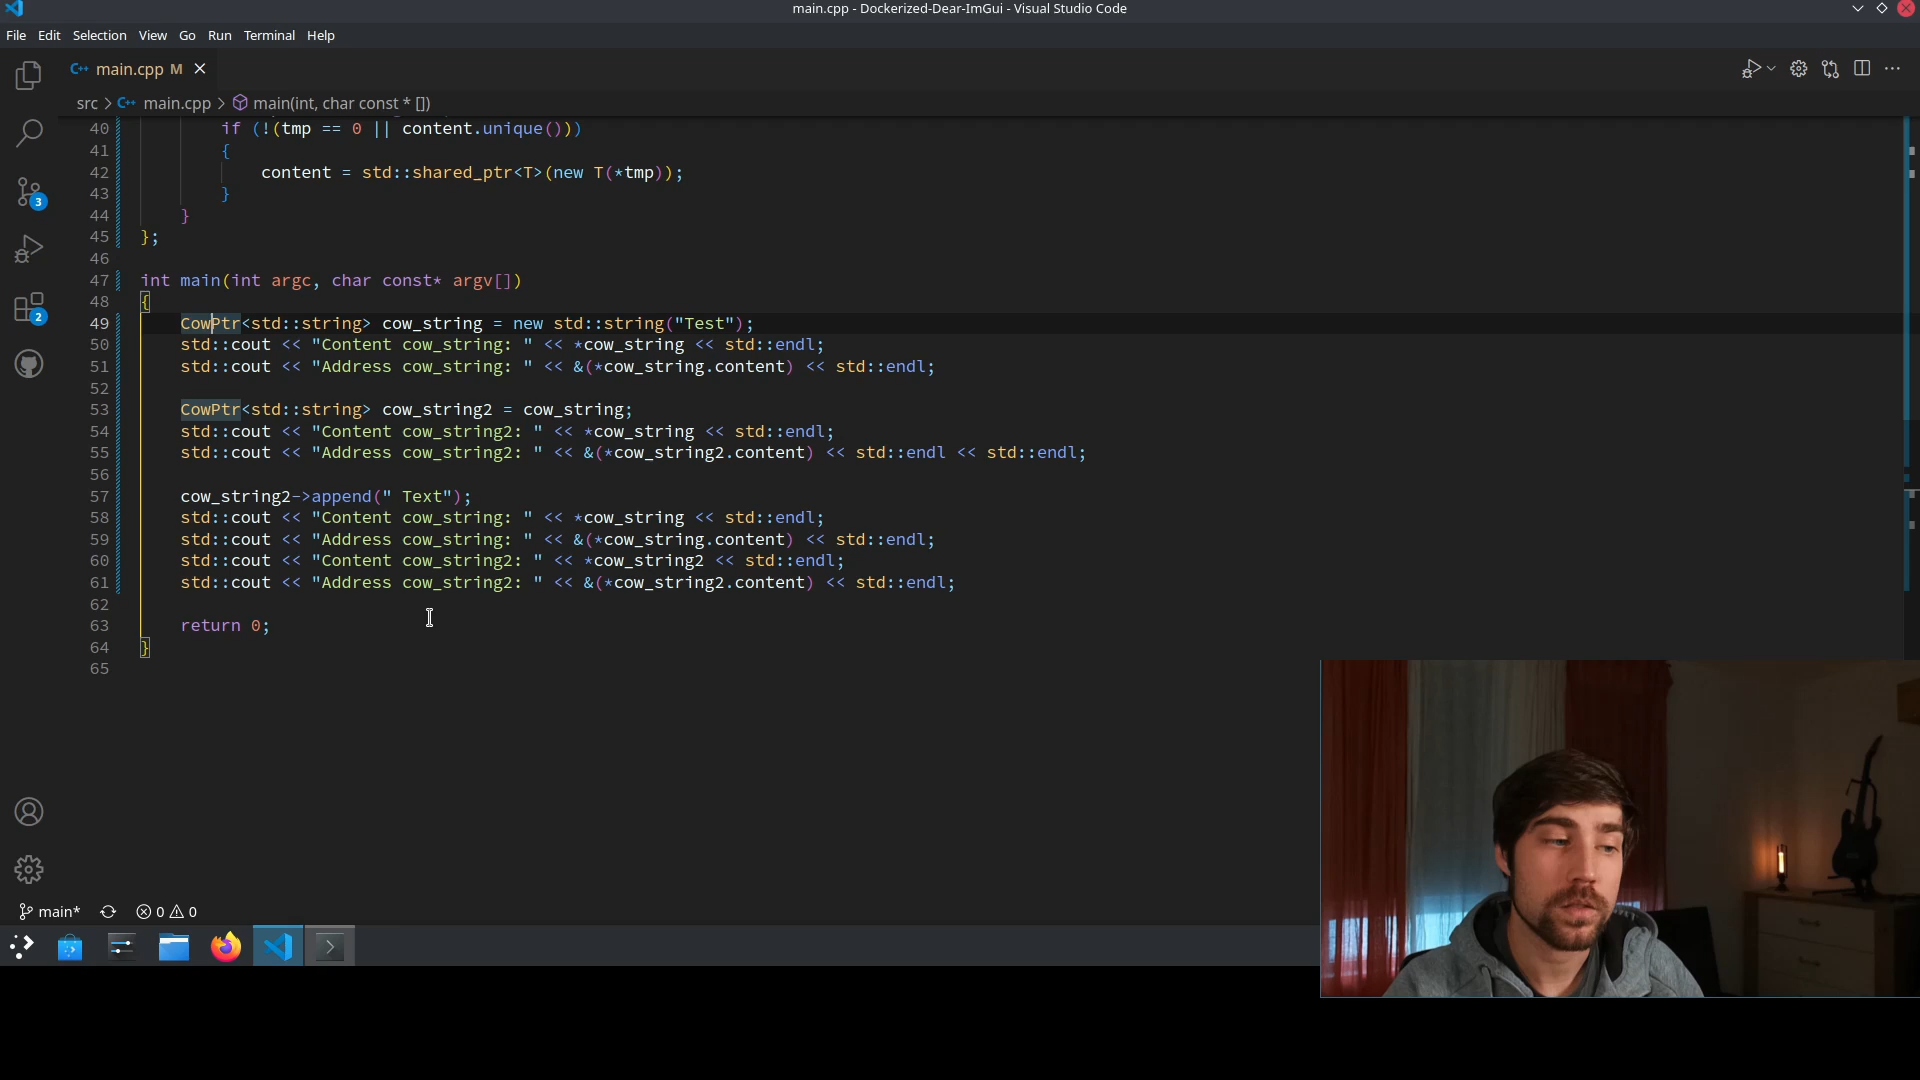 main.cpp - Dockerized-Dear-ImGui - Visual Studio Code
File Edit Selection View Go Run Terminal Help
C++ main.cpp M
src > C++ main.cpp > main(int, char const * [])
40 if (!(tmp == 0 || content.unique()))
41 {
42 content = std::shared_ptr<T>(new T(*tmp));
43 }
44 }
45 };
46
47 int main(int argc, char const* argv[])
48 {
49 CowPtr<std::string> cow_string = new std::string("Test");
50 std::cout << "Content cow_string: " << *cow_string << std::endl;
51 std::cout << "Address cow_string: " << &(*cow_string.content) << std::endl;
52
53 CowPtr<std::string> cow_string2 = cow_string;
54 std::cout << "Content cow_string2: " << *cow_string << std::endl;
55 std::cout << "Address cow_string2: " << &(*cow_string2.content) << std::endl << std::endl;
56
57 cow_string2->append(" Text");
58 std::cout << "Content cow_string: " << *cow_string << std::endl;
59 std::cout << "Address cow_string: " << &(*cow_string.content) << std::endl;
60 std::cout << "Content cow_string2: " << *cow_string2 << std::endl;
61 std::cout << "Address cow_string2: " << &(*cow_string2.content) << std::endl;
62
63 return 0;
64 }
65
3
2
main* 0 0